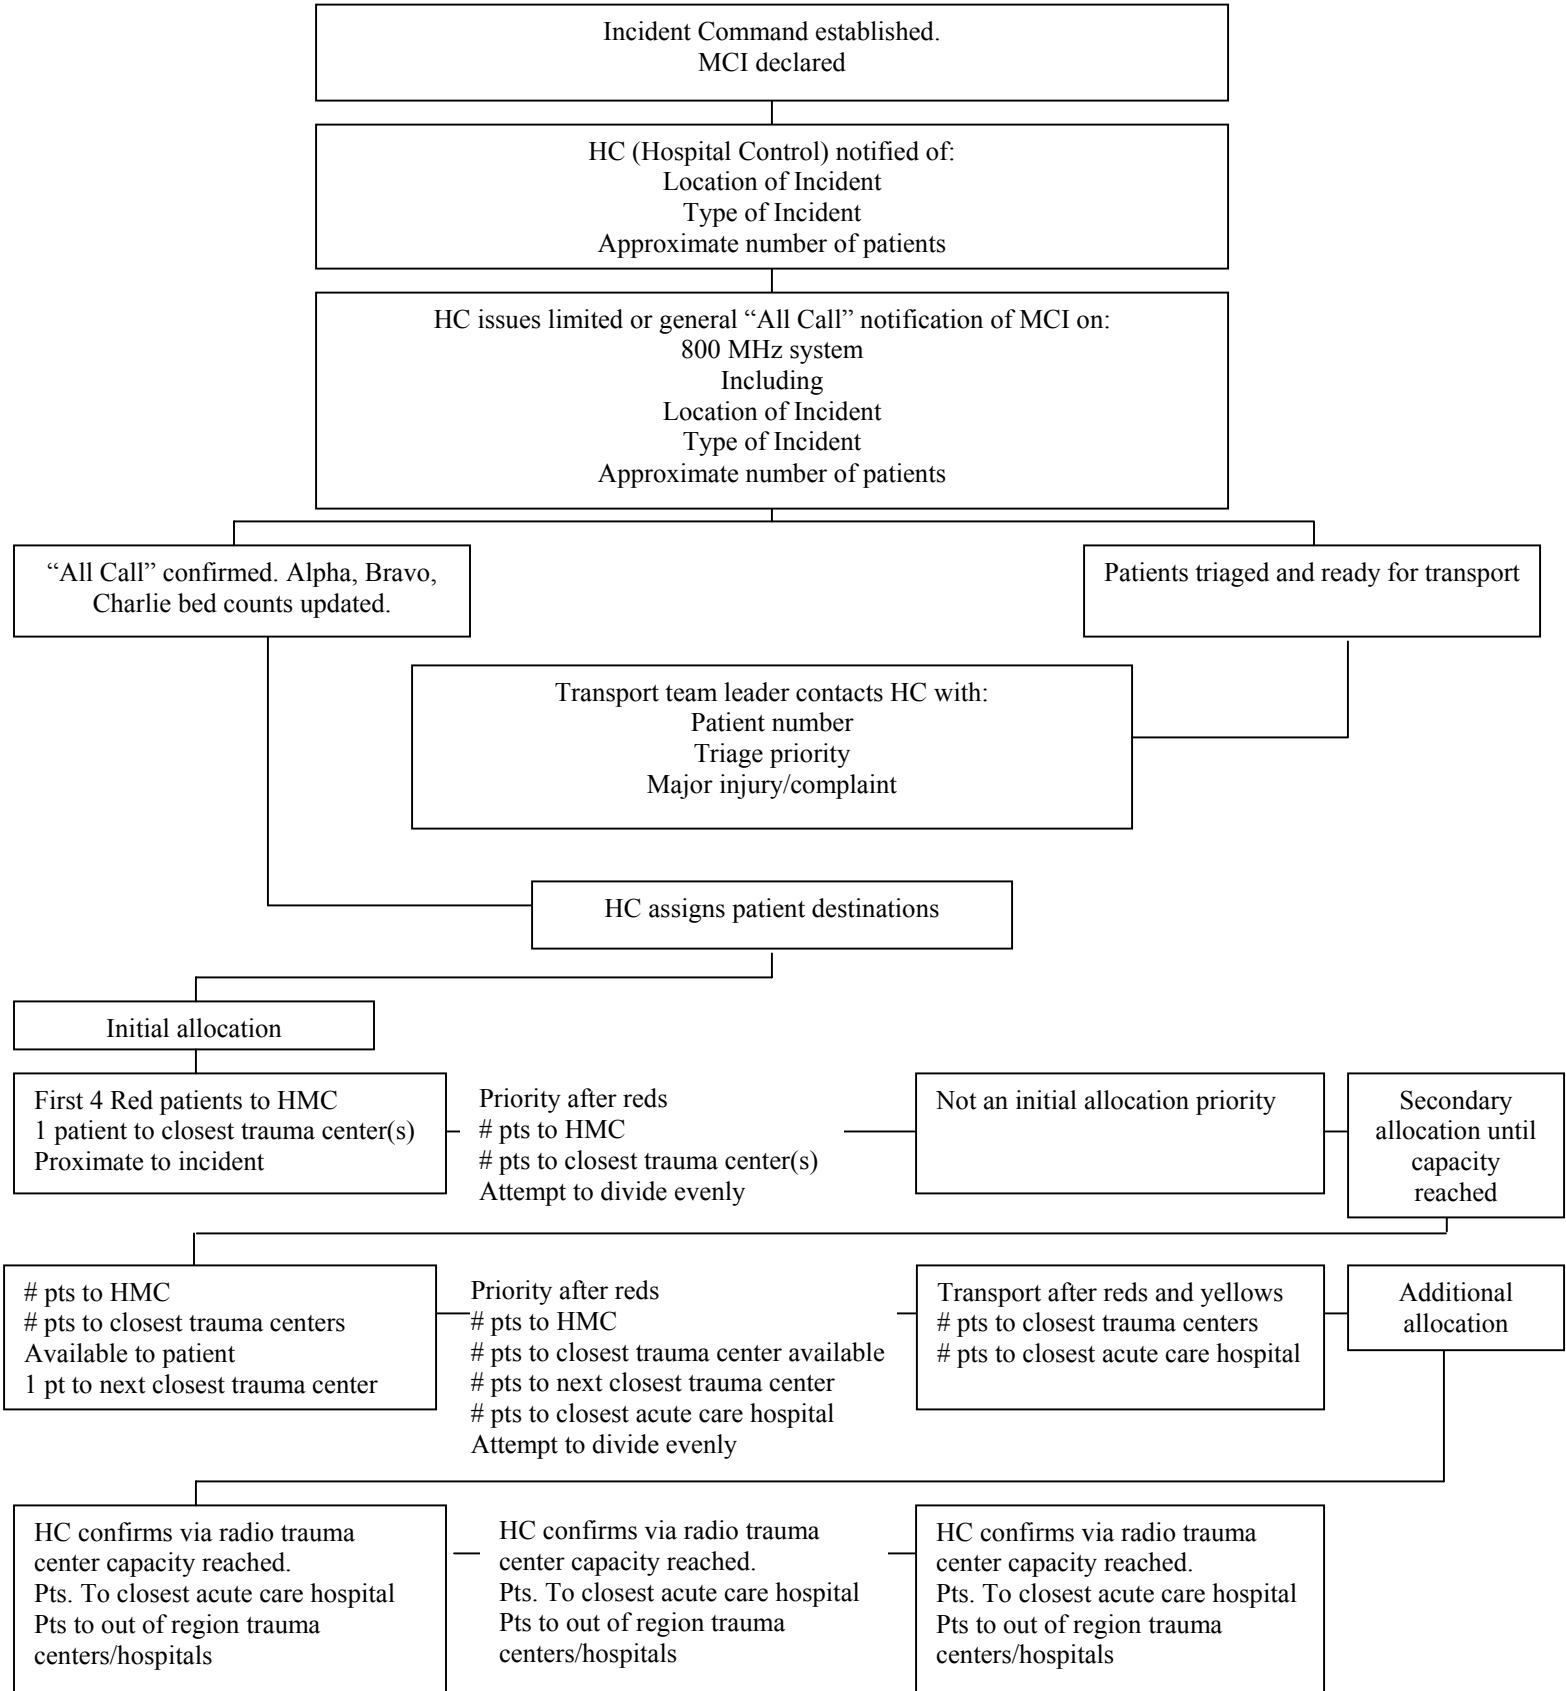 Incident Command established.
MCI declared
HC (Hospital Control) notified of:
Location of Incident
Type of Incident
Approximate number of patients
HC issues limited or general “All Call” notification of MCI on:
800 MHz system
Including
Location of Incident
Type of Incident
Approximate number of patients
“All Call” confirmed. Alpha, Bravo,
Charlie bed counts updated.
Patients triaged and ready for transport
Transport team leader contacts HC with:
Patient number
Triage priority
Major injury/complaint
HC assigns patient destinations
Initial allocation
First 4 Red patients to HMC
1 patient to closest trauma center(s)
Proximate to incident
Priority after reds
# pts to HMC
# pts to closest trauma center(s)
Attempt to divide evenly
Not an initial allocation priority
Secondary
allocation until
capacity
reached
# pts to HMC
# pts to closest trauma centers
Available to patient
1 pt to next closest trauma center
Priority after reds
# pts to HMC
# pts to closest trauma center available
# pts to next closest trauma center
# pts to closest acute care hospital
Attempt to divide evenly
Transport after reds and yellows
# pts to closest trauma centers
# pts to closest acute care hospital
Additional
allocation
HC confirms via radio trauma
center capacity reached.
Pts. To closest acute care hospital
Pts to out of region trauma
centers/hospitals
HC confirms via radio trauma
center capacity reached.
Pts. To closest acute care hospital
Pts to out of region trauma
centers/hospitals
HC confirms via radio trauma
center capacity reached.
Pts. To closest acute care hospital
Pts to out of region trauma
centers/hospitals